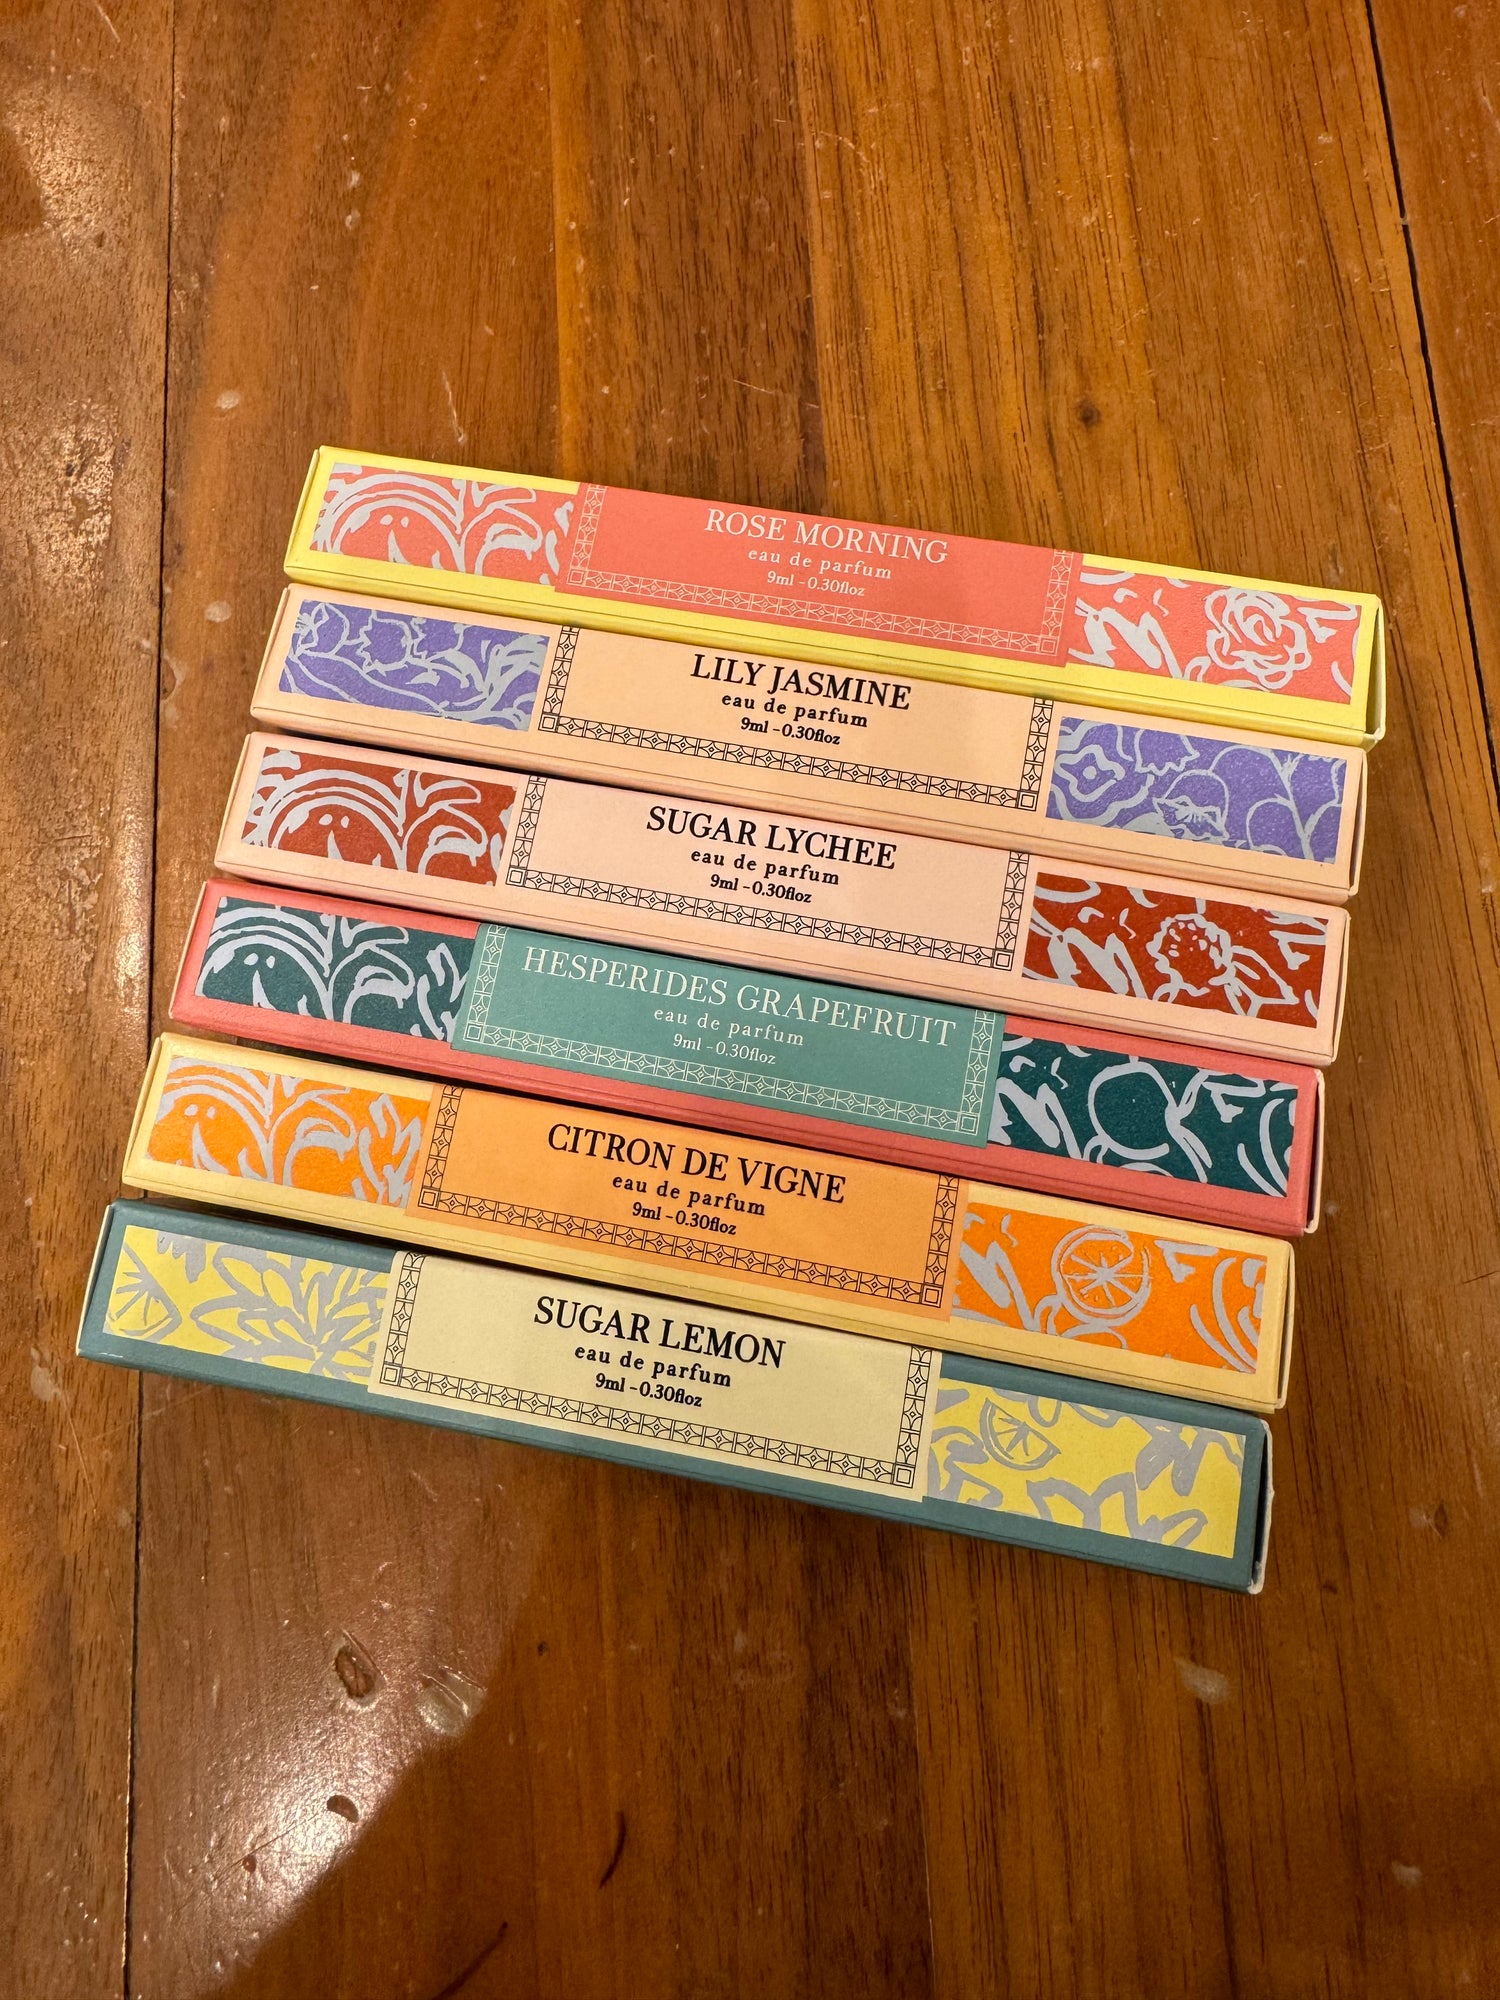 ROSE MORNING
eau de parfum
9ml - 0.30floz
LILY JASMINE
eau de parfum
9ml - 0.30floz
SUGAR LYCHEE
eau de parfum
9ml - 0.30floz
HESPERIDES GRAPEFRUIT
eau de parfum
9ml - 0.30floz
CITRON DE VIGNE
eau de parfum
9ml - 0.30floz
SUGAR LEMON
eau de parfum
9ml - 0.30floz